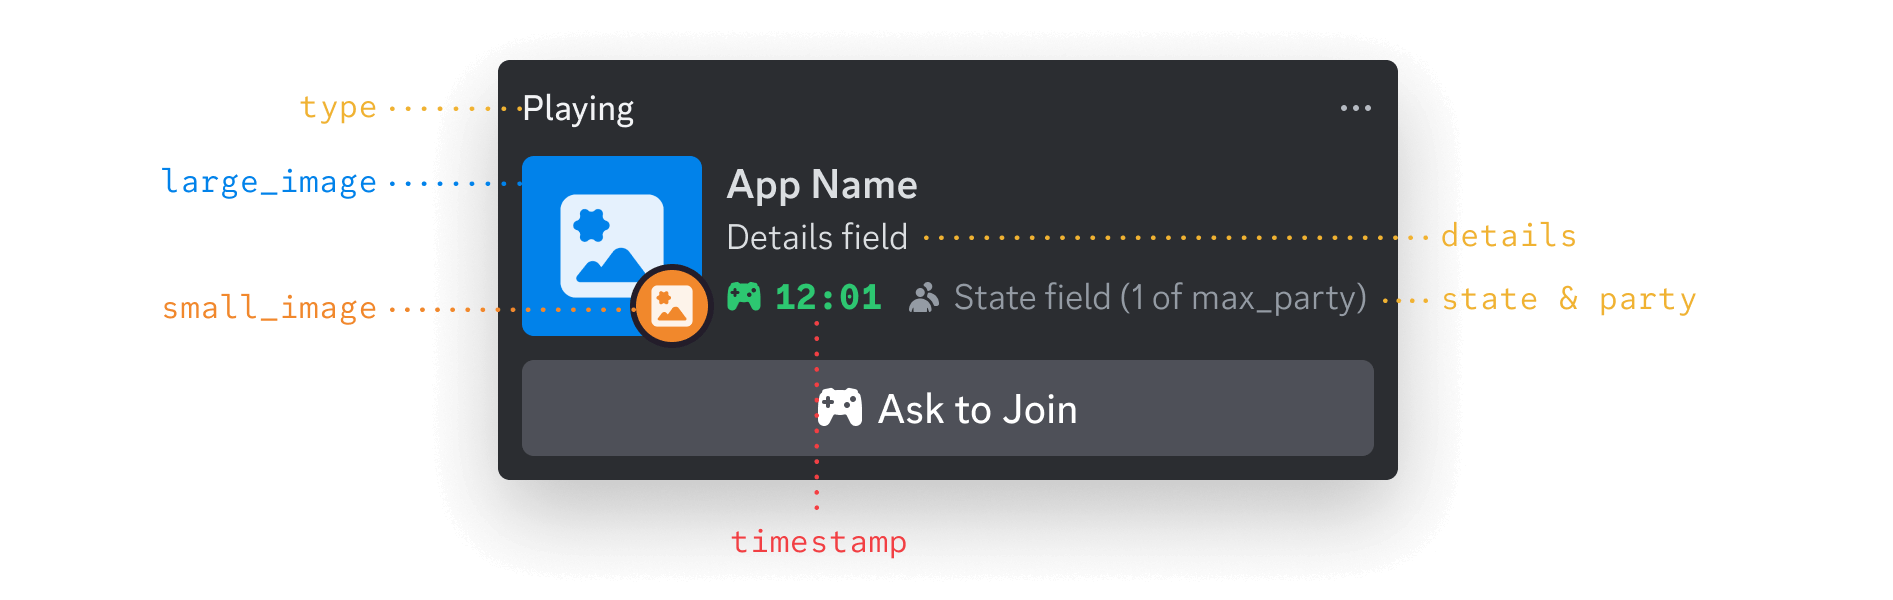 type
Playing
large_image
App Name
Details field
details
small_image
12:01
State field (1 of max_party)
state & party
Ask to Join
timestamp